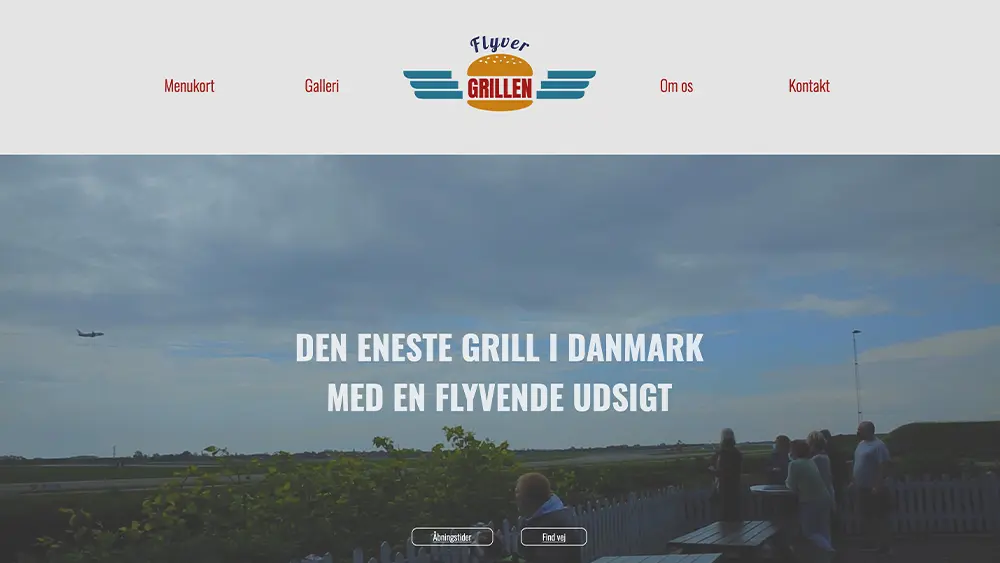 Flyver
GRILLEN
Menukort
Galleri
Om os
Kontakt
DEN ENESTE GRILL I DANMARK
MED EN FLYVENDE UDSIGT
Åbningstider
Find vej